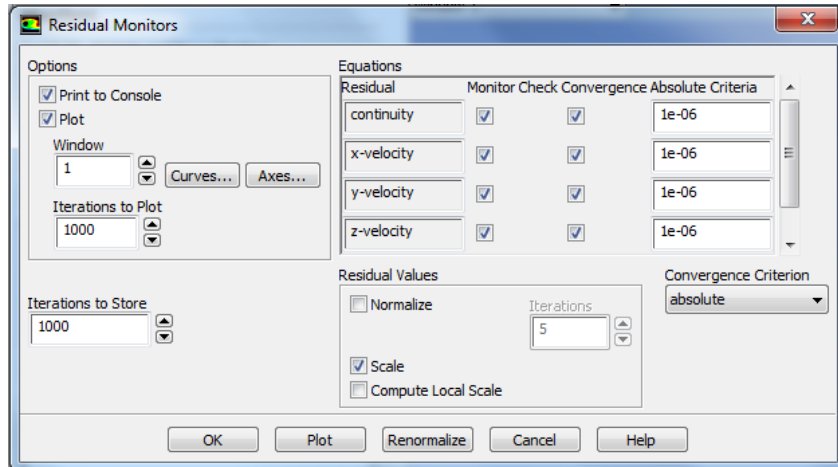 Residual Monitors
Options
Print to Console
Plot
Window
1
Curves...
Axes...
Iterations to Plot
1000
Iterations to Store
1000
Equations
Residual Monitor Check Convergence Absolute Criteria
continuity 1e-06
x-velocity 1e-06
y-velocity 1e-06
z-velocity 1e-06
Residual Values
Normalize
Iterations
5
Scale
Compute Local Scale
Convergence Criterion
absolute
OK Plot Renormalize Cancel Help